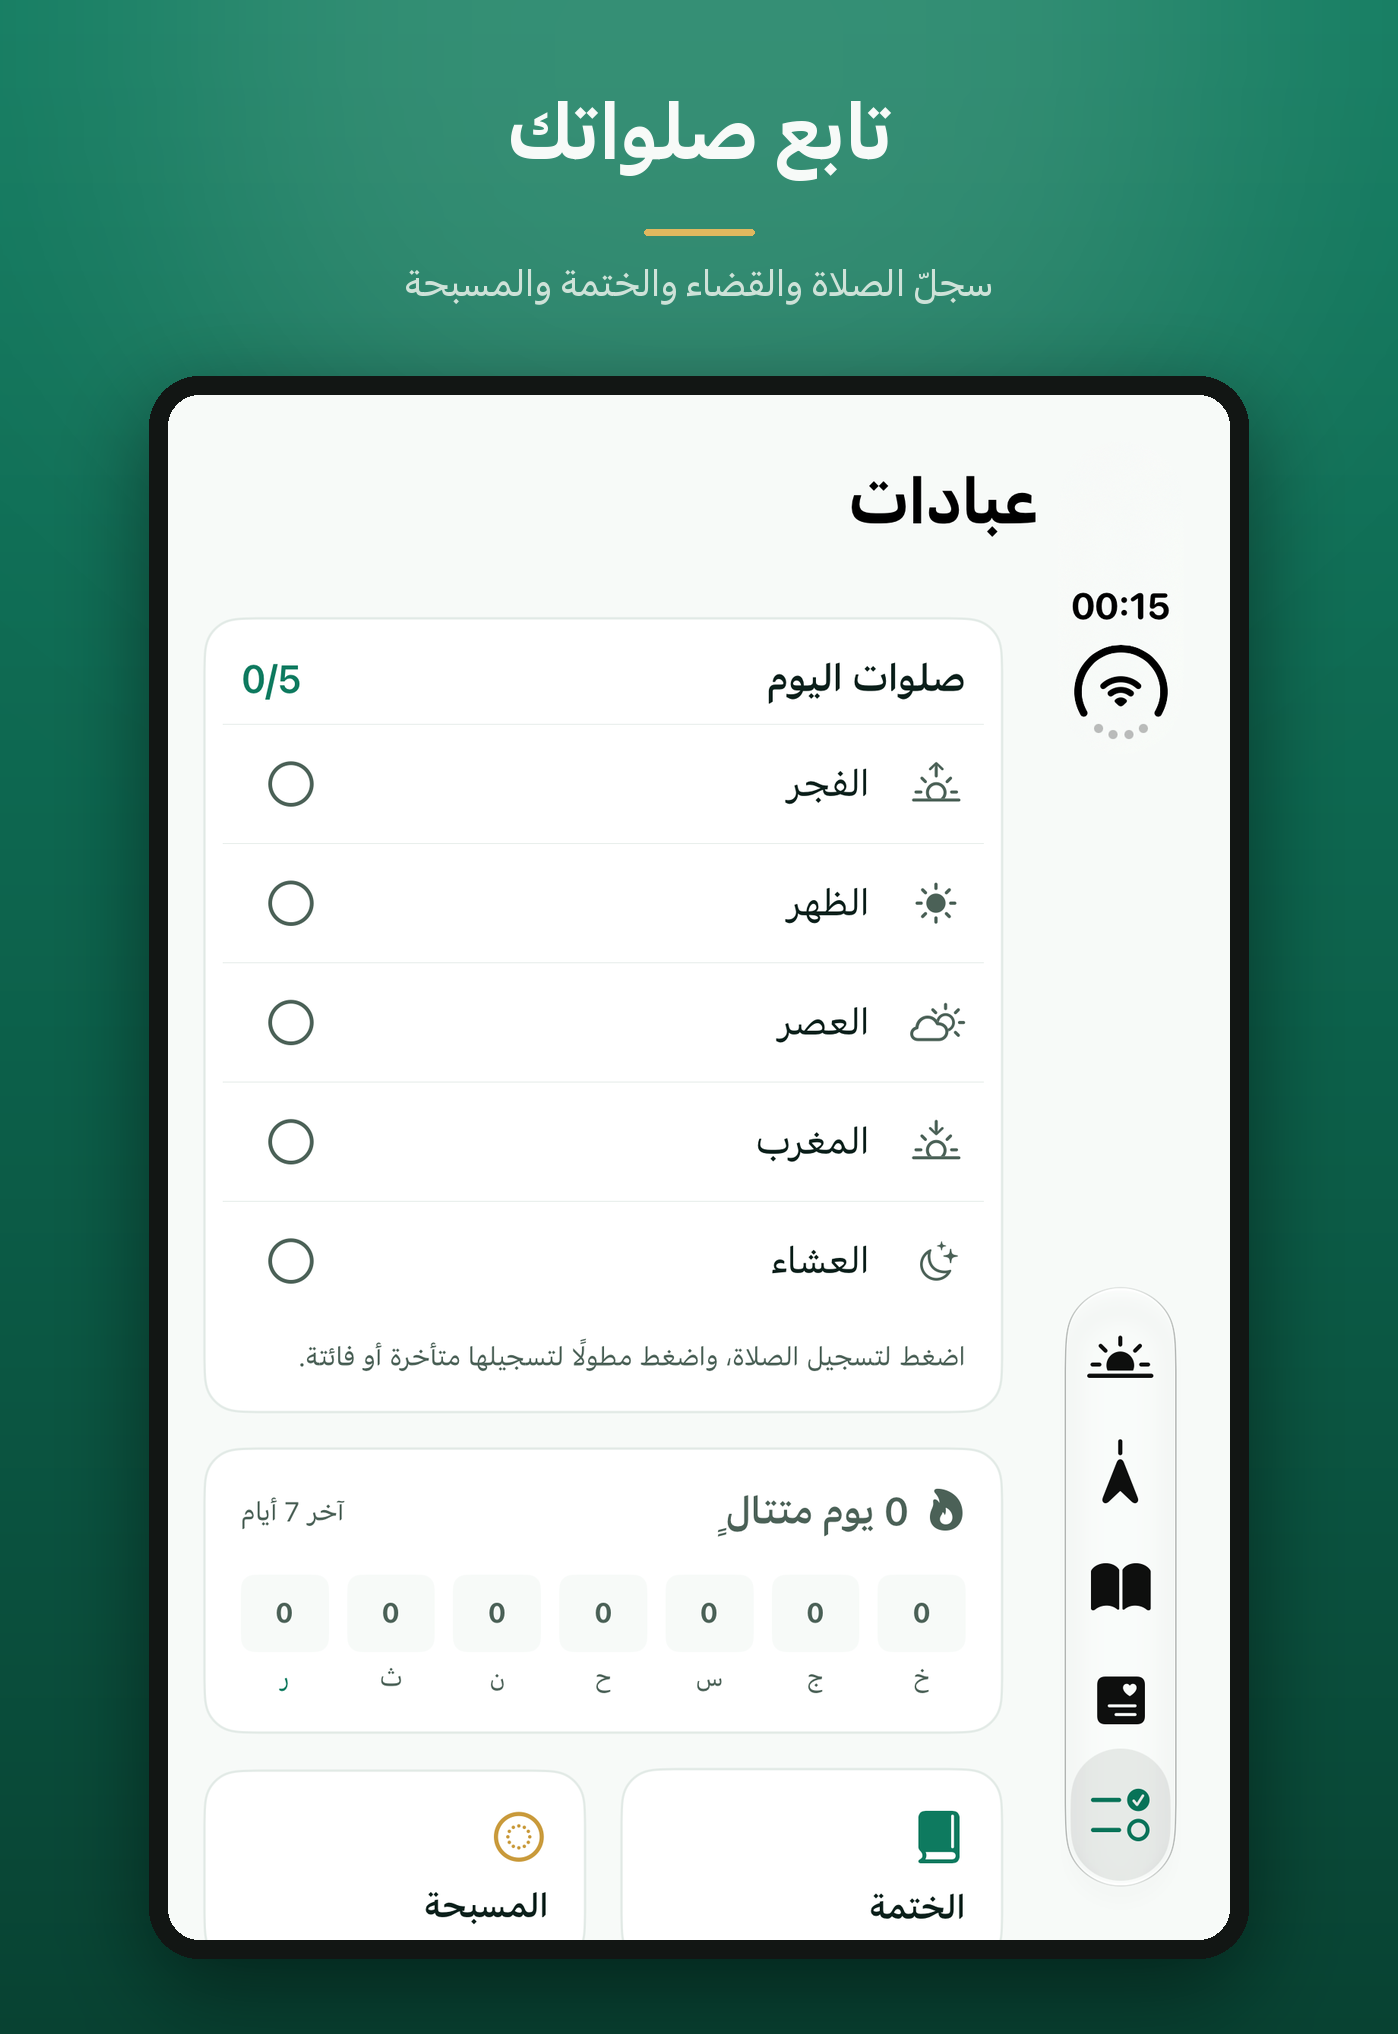 تابع صلواتك
سجلّ الصلاة والقضاء والختمة والمسبحة
عبادات
00:15
صلوات اليوم 0/5
الفجر
الظهر
العصر
المغرب
العشاء
اضغط لتسجيل الصلاة، واضغط مطولًا لتسجيلها متأخرة أو فائتة.
0 يوم متتالٍ آخر 7 أيام
0 0 0 0 0 0 0
خ ج س ح ن ث ر
الختمة
المسبحة